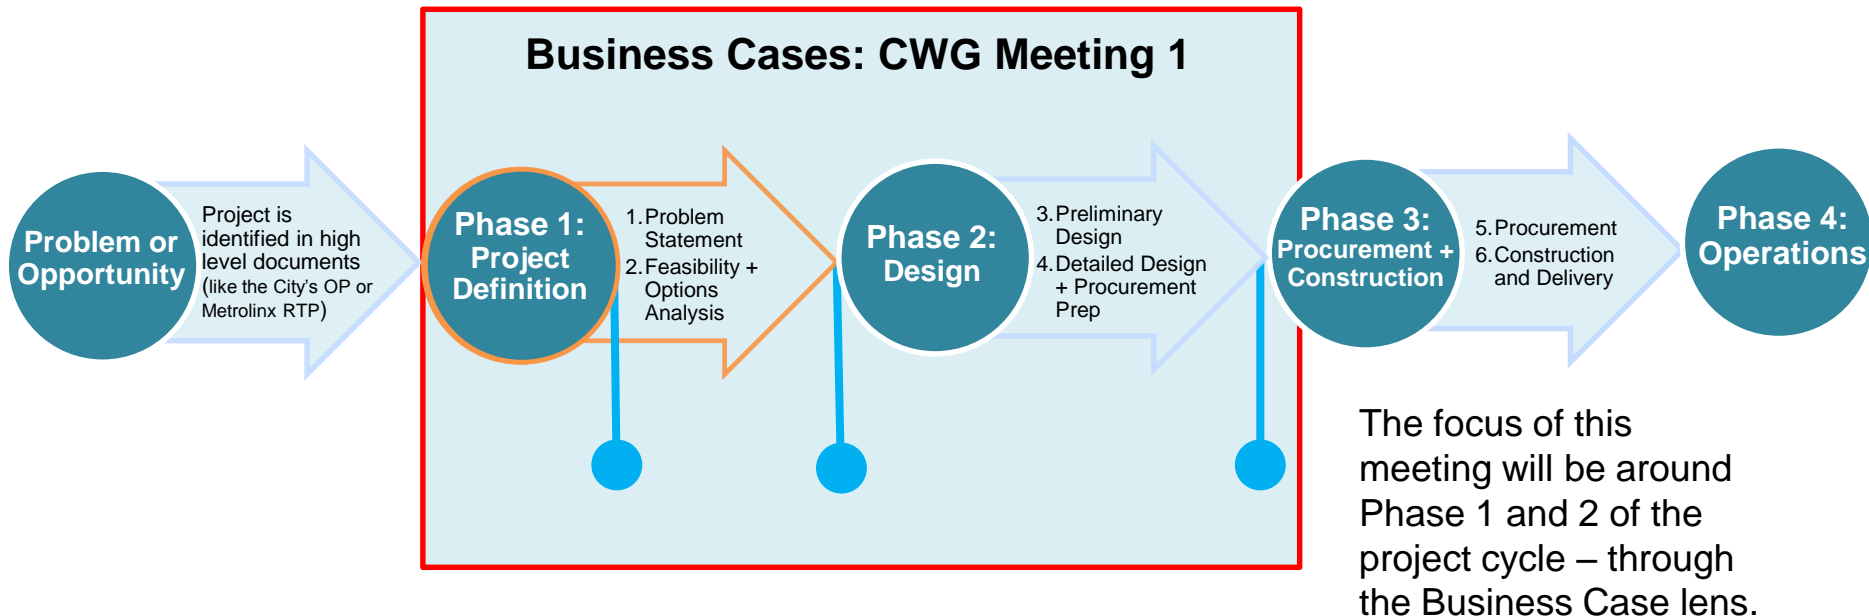 Business Cases: CWG Meeting 1
Problem or
Opportunity
Project is
identified in high
level documents
(like the City's OP or
Metrolinx RTP)
Phase 1:
Project
Definition
1.Problem
Statement
2.Feasibility +
Options
Analysis
Phase 2:
Design
3.Preliminary
Design
4.Detailed Design
+ Procurement
Prep
Phase 3:
Procurement +
Construction
5.Procurement
6.Construction
and Delivery
Phase 4:
Operations
The focus of this
meeting will be around
Phase 1 and 2 of the
project cycle – through
the Business Case lens.